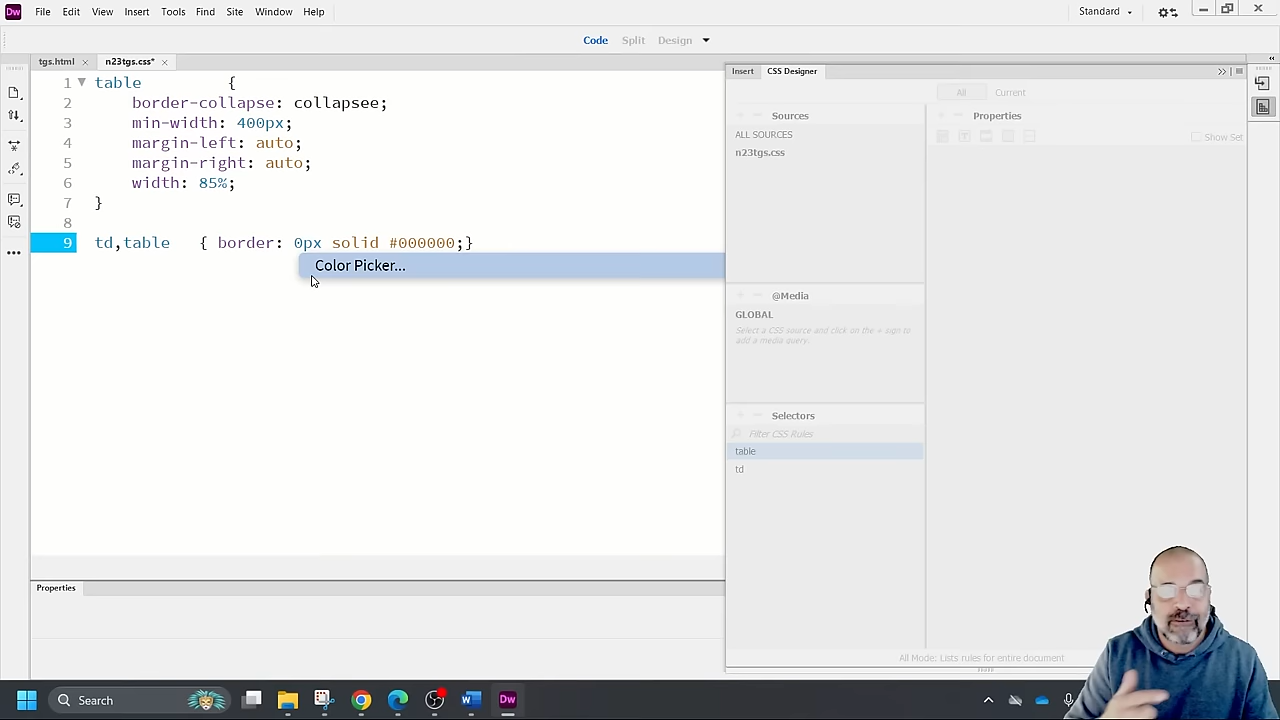 Dw File Edit View Insert Tools Find Site Window Help Standard
Code Split Design
tgs.html n23tgs.css*
Insert CSS Designer
All Current
1 table {
2 border-collapse: collapsee;
3 min-width: 400px;
4 margin-left: auto;
5 margin-right: auto;
6 width: 85%;
7 }
8
9 td,table { border: 0px solid #000000;}
Color Picker...
Sources
ALL SOURCES
n23tgs.css
Properties
Show Set
@Media
GLOBAL
Select a CSS source and click on the + sign to
add a media query.
Selectors
Filter CSS Rules
table
td
All Mode: Lists rules for entire document
Properties
Search
W
Dw